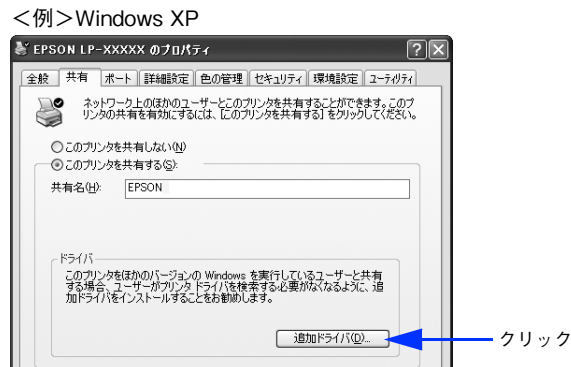 <例>Windows XP
EPSON LP-XXXXX のプロパティ
全般 共有 ポート 詳細設定 色の管理 セキュリティ 環境設定 ユーティリティ
ネットワーク上のほかのユーザーとこのプリンタを共有することができます。このプ
リンタの共有を有効にするには、[このプリンタを共有する] をクリックしてください。
このプリンタを共有しない(N)
このプリンタを共有する(S):
共有名(H): EPSON
ドライバ
このプリンタをほかのバージョンの Windows を実行しているユーザーと共有
する場合、ユーザーがプリンタ ドライバを検索する必要がなくなるように、追
加ドライバをインストールすることをお勧めします。
追加ドライバ(D)... クリック